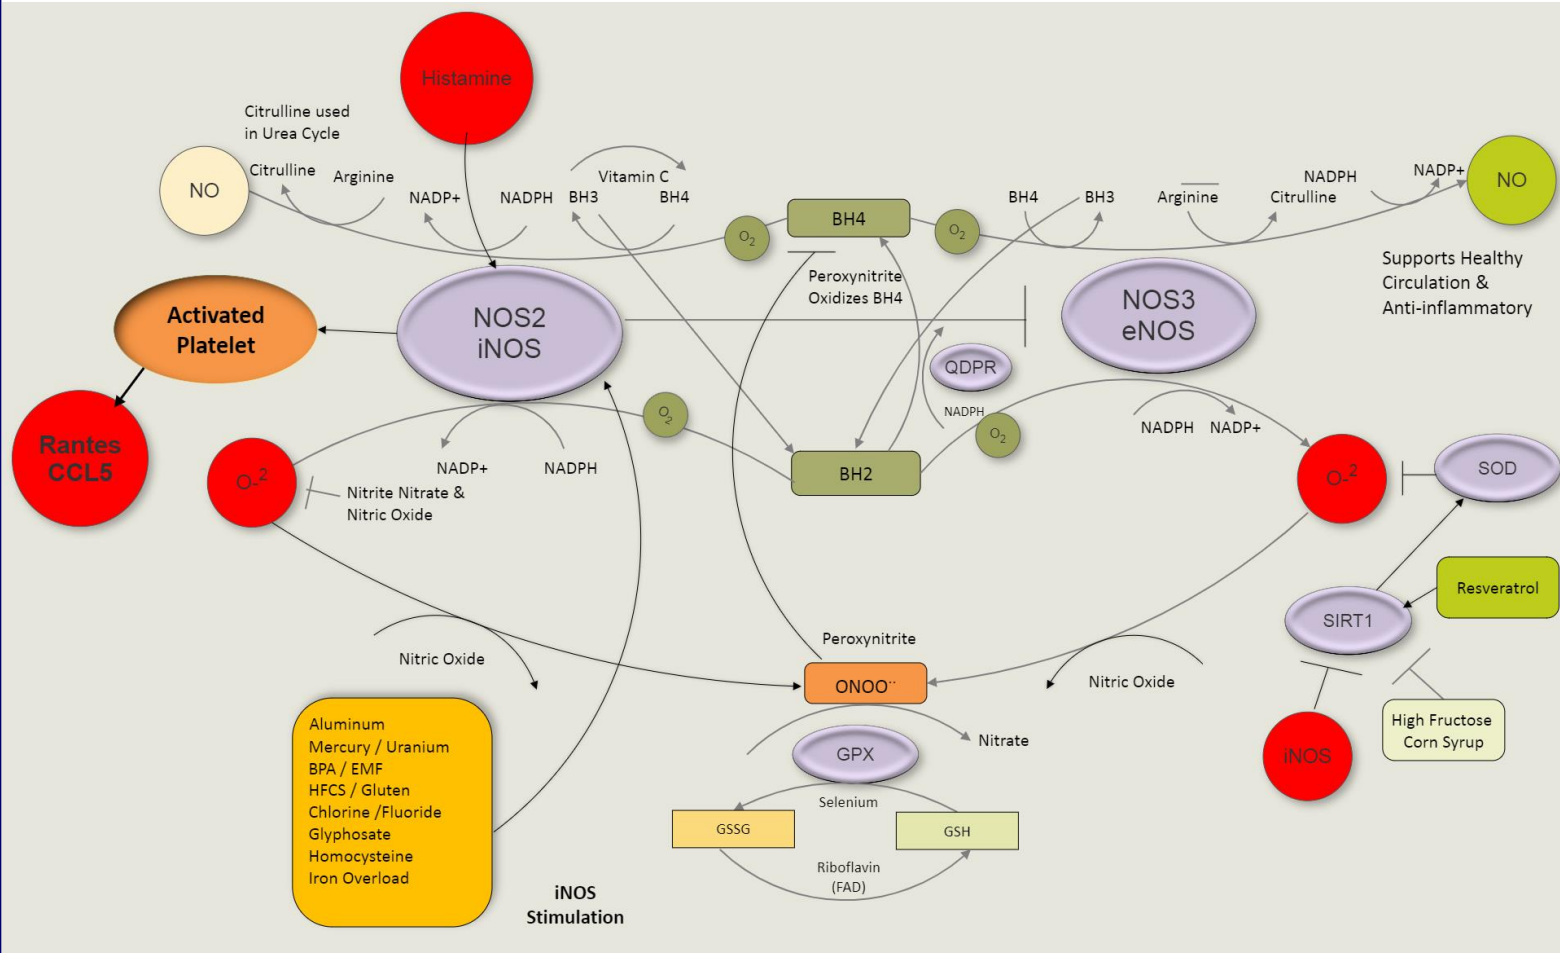 Histamine
Citrulline used
in Urea Cycle
NO
Citrulline
Arginine
NADP+
NADPH
BH3
Vitamin C
BH4
O2
BH4
O2
BH4
BH3
Arginine
Citrulline
NADPH
NADP+
NO
Peroxynitrite
Oxidizes BH4
Supports Healthy
Circulation &
Anti-inflammatory
Activated
Platelet
NOS2
iNOS
NOS3
eNOS
QDPR
NADPH
O2
O2
NADPH
NADP+
Rantes
CCL5
O-2
NADP+
NADPH
Nitrite Nitrate &
Nitric Oxide
BH2
O-2
SOD
Resveratrol
SIRT1
Nitric Oxide
Peroxynitrite
ONOO¨
Nitric Oxide
Nitrate
GPX
Selenium
GSSG
GSH
Riboflavin
(FAD)
iNOS
High Fructose
Corn Syrup
Aluminum
Mercury / Uranium
BPA / EMF
HFCS / Gluten
Chlorine /Fluoride
Glyphosate
Homocysteine
Iron Overload
iNOS
Stimulation